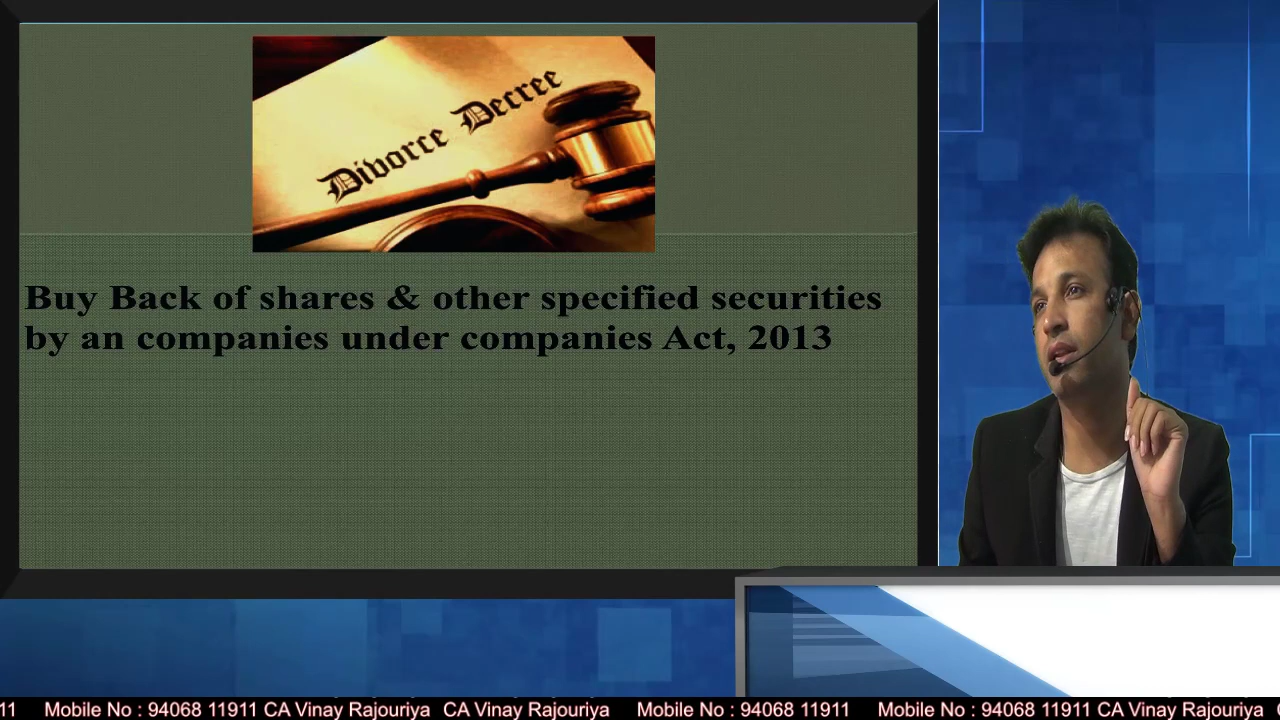 Divorce Decree
Buy Back of shares & other specified securities
by an companies under companies Act, 2013
11 Mobile No : 94068 11911 CA Vinay Rajouriya CA Vinay Rajouriya Mobile No : 94068 11911 Mobile No : 94068 11911 CA Vinay Rajouriya